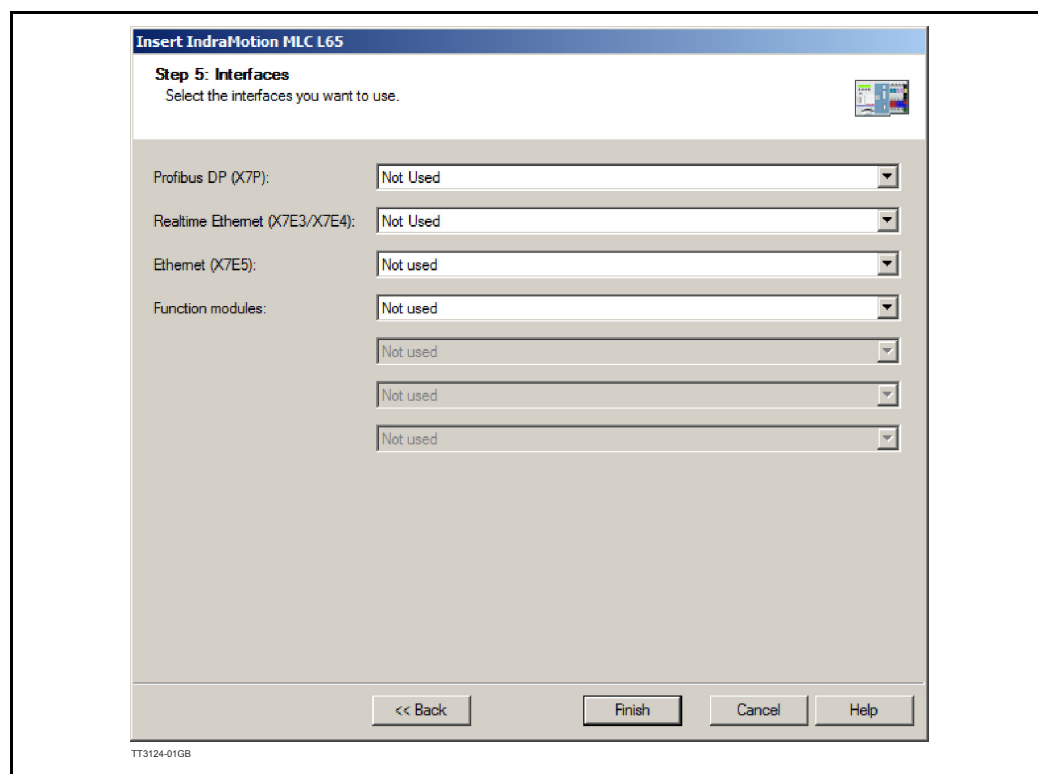 Insert IndraMotion MLC L65
Step 5: Interfaces
Select the interfaces you want to use.
Profibus DP (X7P): Not Used
Realtime Ethernet (X7E3/X7E4): Not Used
Ethernet (X7E5): Not used
Function modules: Not used
Not used
Not used
Not used
<< Back Finish Cancel Help
TT3124-01GB